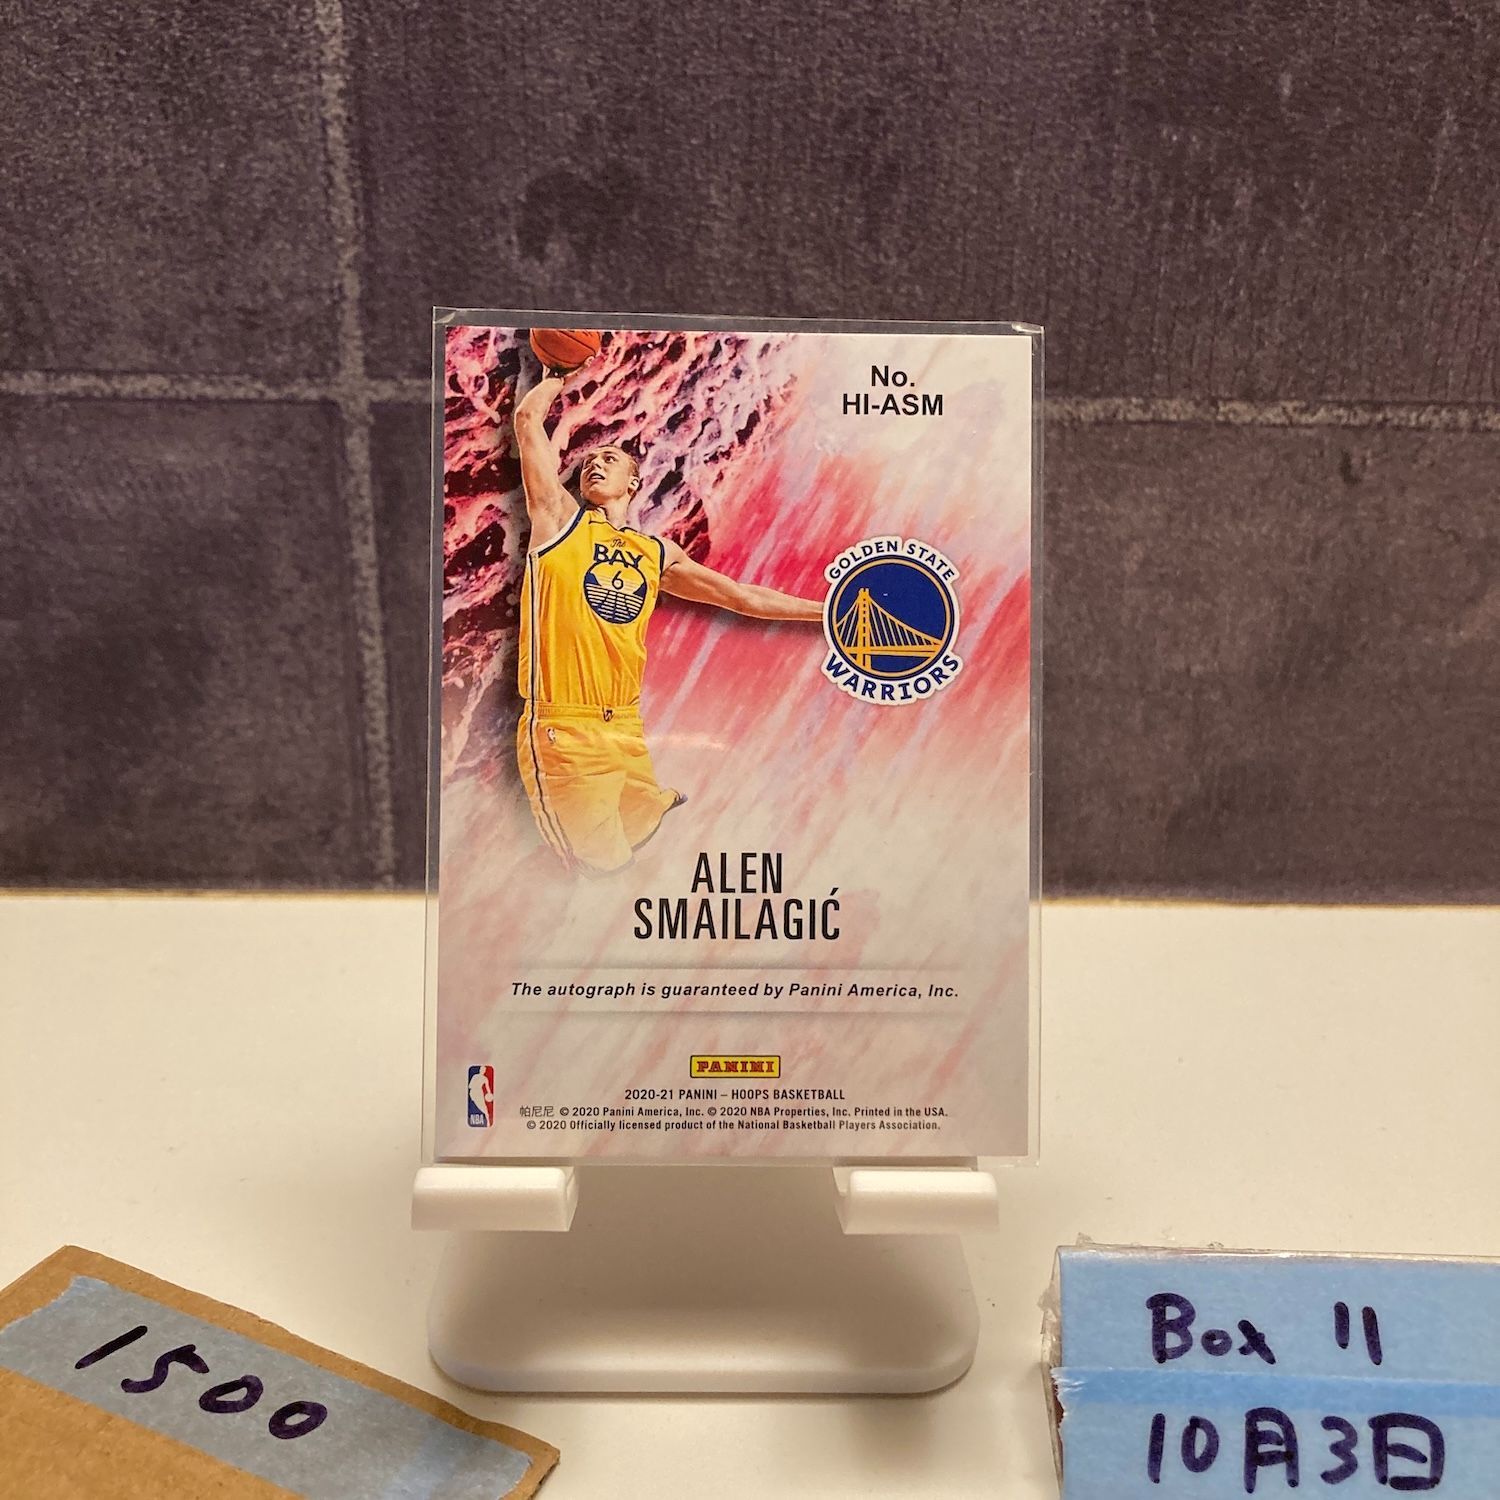 No.
HI-ASM
The
BAY
6
GOLDEN STATE
WARRIORS
ALEN
SMAILAGIĆ
The autograph is guaranteed by Panini America, Inc.
PANINI
NBA
2020-21 PANINI – HOOPS BASKETBALL
帕尼尼 © 2020 Panini America, Inc. © 2020 NBA Properties, Inc. Printed in the USA.
© 2020 Officially licensed product of the National Basketball Players Association.
1500
Box 11
10月3日